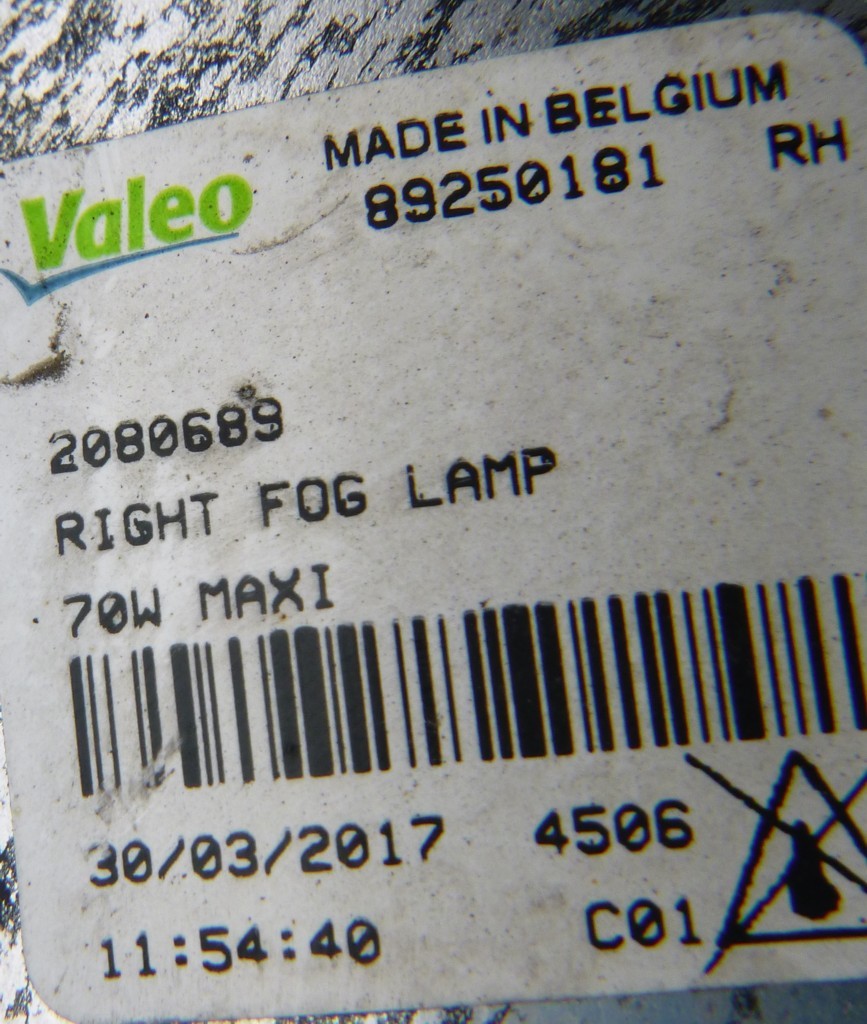 MADE IN BELGIUM
Valeo 89250181 RH
2080689
RIGHT FOG LAMP
70W MAXI
30/03/2017 4506
11:54:40 C01